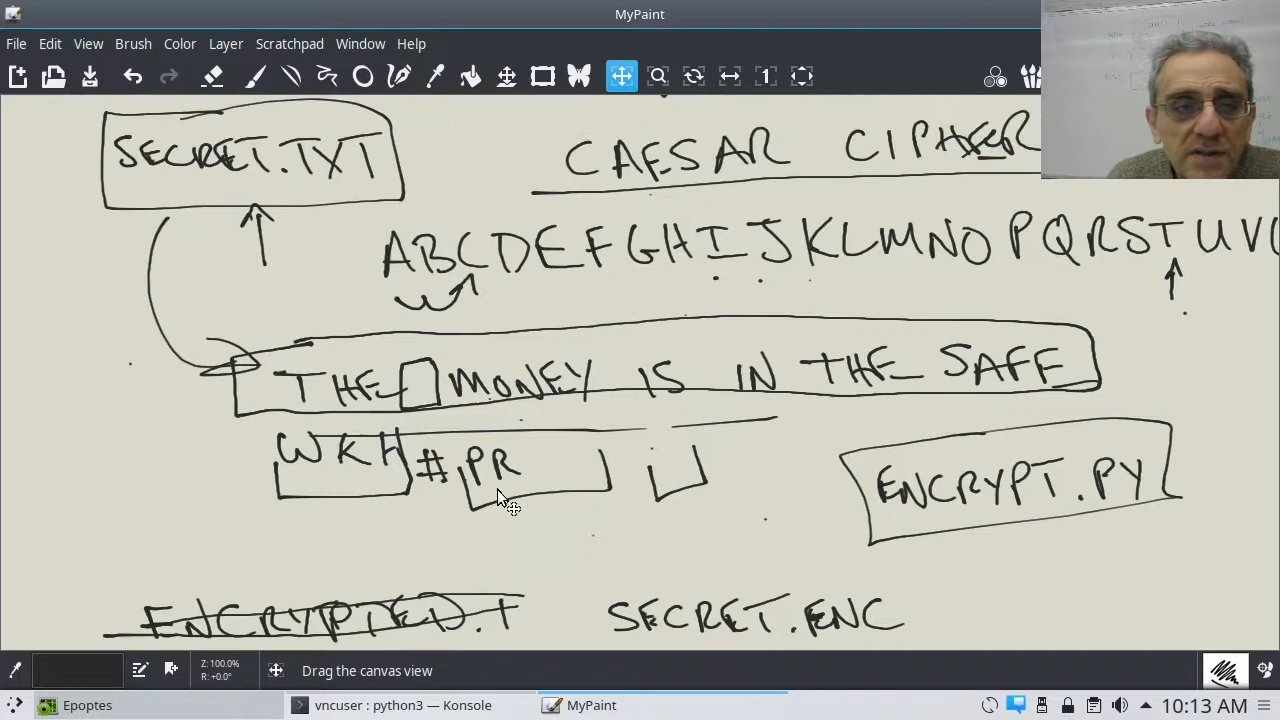 MyPaint
File Edit View Brush Color Layer Scratchpad Window Help
SECRET.TXT
CAESAR CIPHER
ABCDEFGHIJKLMNOPQRSTUV
THE MONEY IS IN THE SAFE
WKH#PR
ENCRYPT.PY
ENCRYPTED.T SECRET.ENC
Z: 100.0%
R: +0.0°
Drag the canvas view
Epoptes vncuser : python3 — Konsole MyPaint 10:13 AM